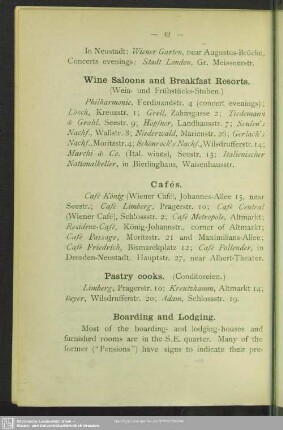 — 62 —
In Neustadt: Wiener Garten, near Augustus-Brücke.
Concerts evenings: Stadt London, Gr. Meissnerstr.
Wine Saloons and Breakfast Resorts.
(Wein- und Frühstücks-Stuben.)
Philharmonie, Ferdinandstr. 4 (concert evenings);
Lösch, Kreuzstr. 1; Grell, Zahnsgasse 2; Tiedemann
& Grahl, Seestr. 9; Höpfner, Landhausstr. 7; Seulen's
Nachf., Wallstr. 8; Niederwald, Marienstr. 26; Gerlach's
Nachf., Moritzstr. 4; Schönrock's Nachf., Wilsdrufferstr. 14;
Marchi & Co. (Ital. wines), Seestr. 13; Italienischer
Nationalkeller, in Bierlinghaus, Waisenhausstr.
Cafés.
Café König (Wiener Café), Johannes-Allee 15, near
Seestr.; Café Limberg, Pragerstr. 10; Café Central
(Wiener Café), Schlossstr. 2; Café Metropole, Altmarkt;
Residenz-Café, König-Johannstr., corner of Altmarkt;
Café Passage, Moritzstr. 21 and Maximilians-Allee;
Café Friedrich, Bismarckplatz 12; Café Pollender, in
Dresden-Neustadt, Hauptstr. 27, near Albert-Theater.
Pastry cooks. (Conditoreien.)
Limberg, Pragerstr. 10; Kreutzkamm, Altmarkt 14;
Beyer, Wilsdrufferstr. 20; Adam, Schlossstr. 19.
Boarding and Lodging.
Most of the boarding- and lodging-houses and
furnished rooms are in the S.E. quarter. Many of the
former ("Pensions") have signs to indicate their pre-